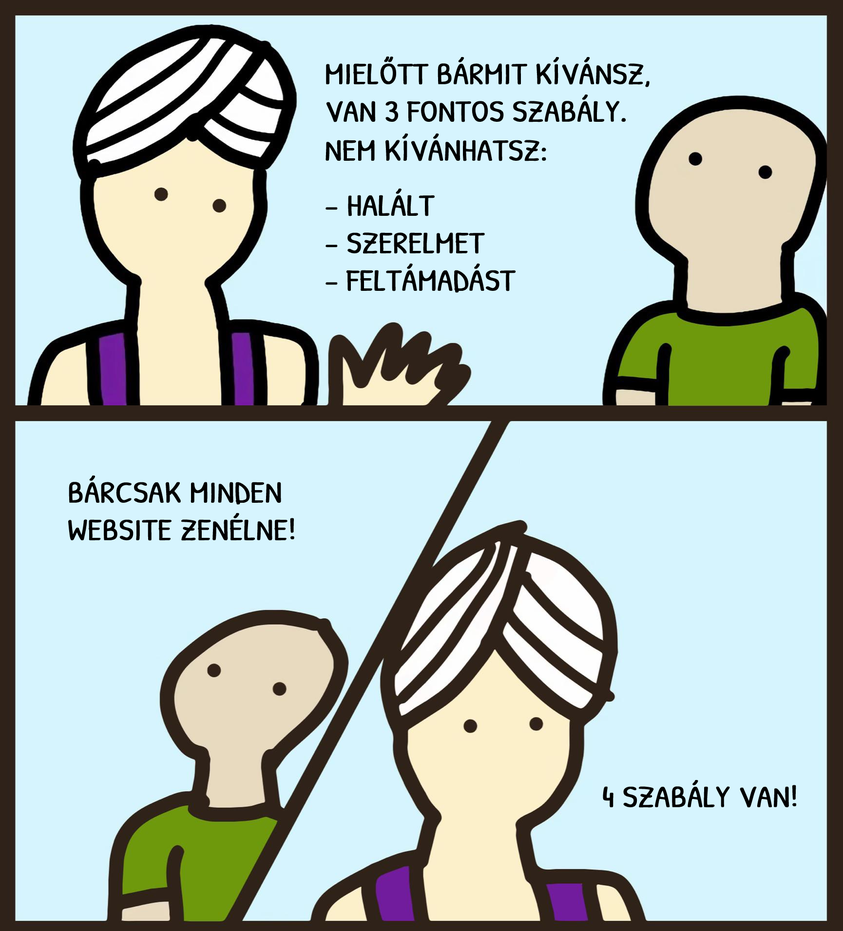 MIELŐTT BÁRMIT KÍVÁNSZ,
VAN 3 FONTOS SZABÁLY.
NEM KÍVÁNHATSZ:
– HALÁLT
– SZERELMET
– FELTÁMADÁST
BÁRCSAK MINDEN
WEBSITE ZENÉLNE!
4 SZABÁLY VAN!